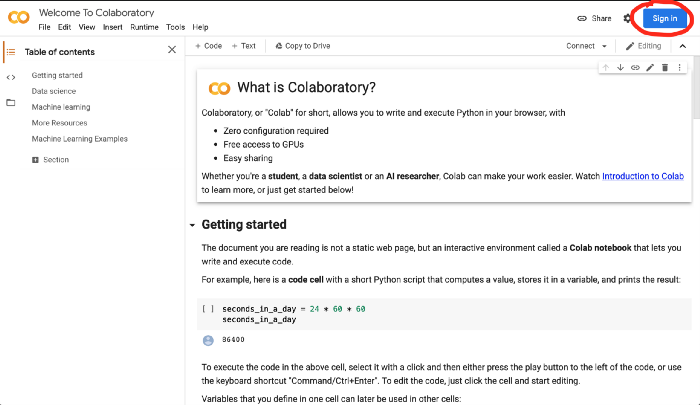 Welcome To Colaboratory
File Edit View Insert Runtime Tools Help
Share
Sign in
Table of contents
Getting started
Data science
Machine learning
More Resources
Machine Learning Examples
Section
+ Code + Text Copy to Drive
Connect
Editing
What is Colaboratory?
Colaboratory, or "Colab" for short, allows you to write and execute Python in your browser, with
• Zero configuration required
• Free access to GPUs
• Easy sharing
Whether you're a student, a data scientist or an AI researcher, Colab can make your work easier. Watch Introduction to Colab
to learn more, or just get started below!
Getting started
The document you are reading is not a static web page, but an interactive environment called a Colab notebook that lets you
write and execute code.
For example, here is a code cell with a short Python script that computes a value, stores it in a variable, and prints the result:
[ ] seconds_in_a_day = 24 * 60 * 60
seconds_in_a_day
86400
To execute the code in the above cell, select it with a click and then either press the play button to the left of the code, or use
the keyboard shortcut "Command/Ctrl+Enter". To edit the code, just click the cell and start editing.
Variables that you define in one cell can later be used in other cells: